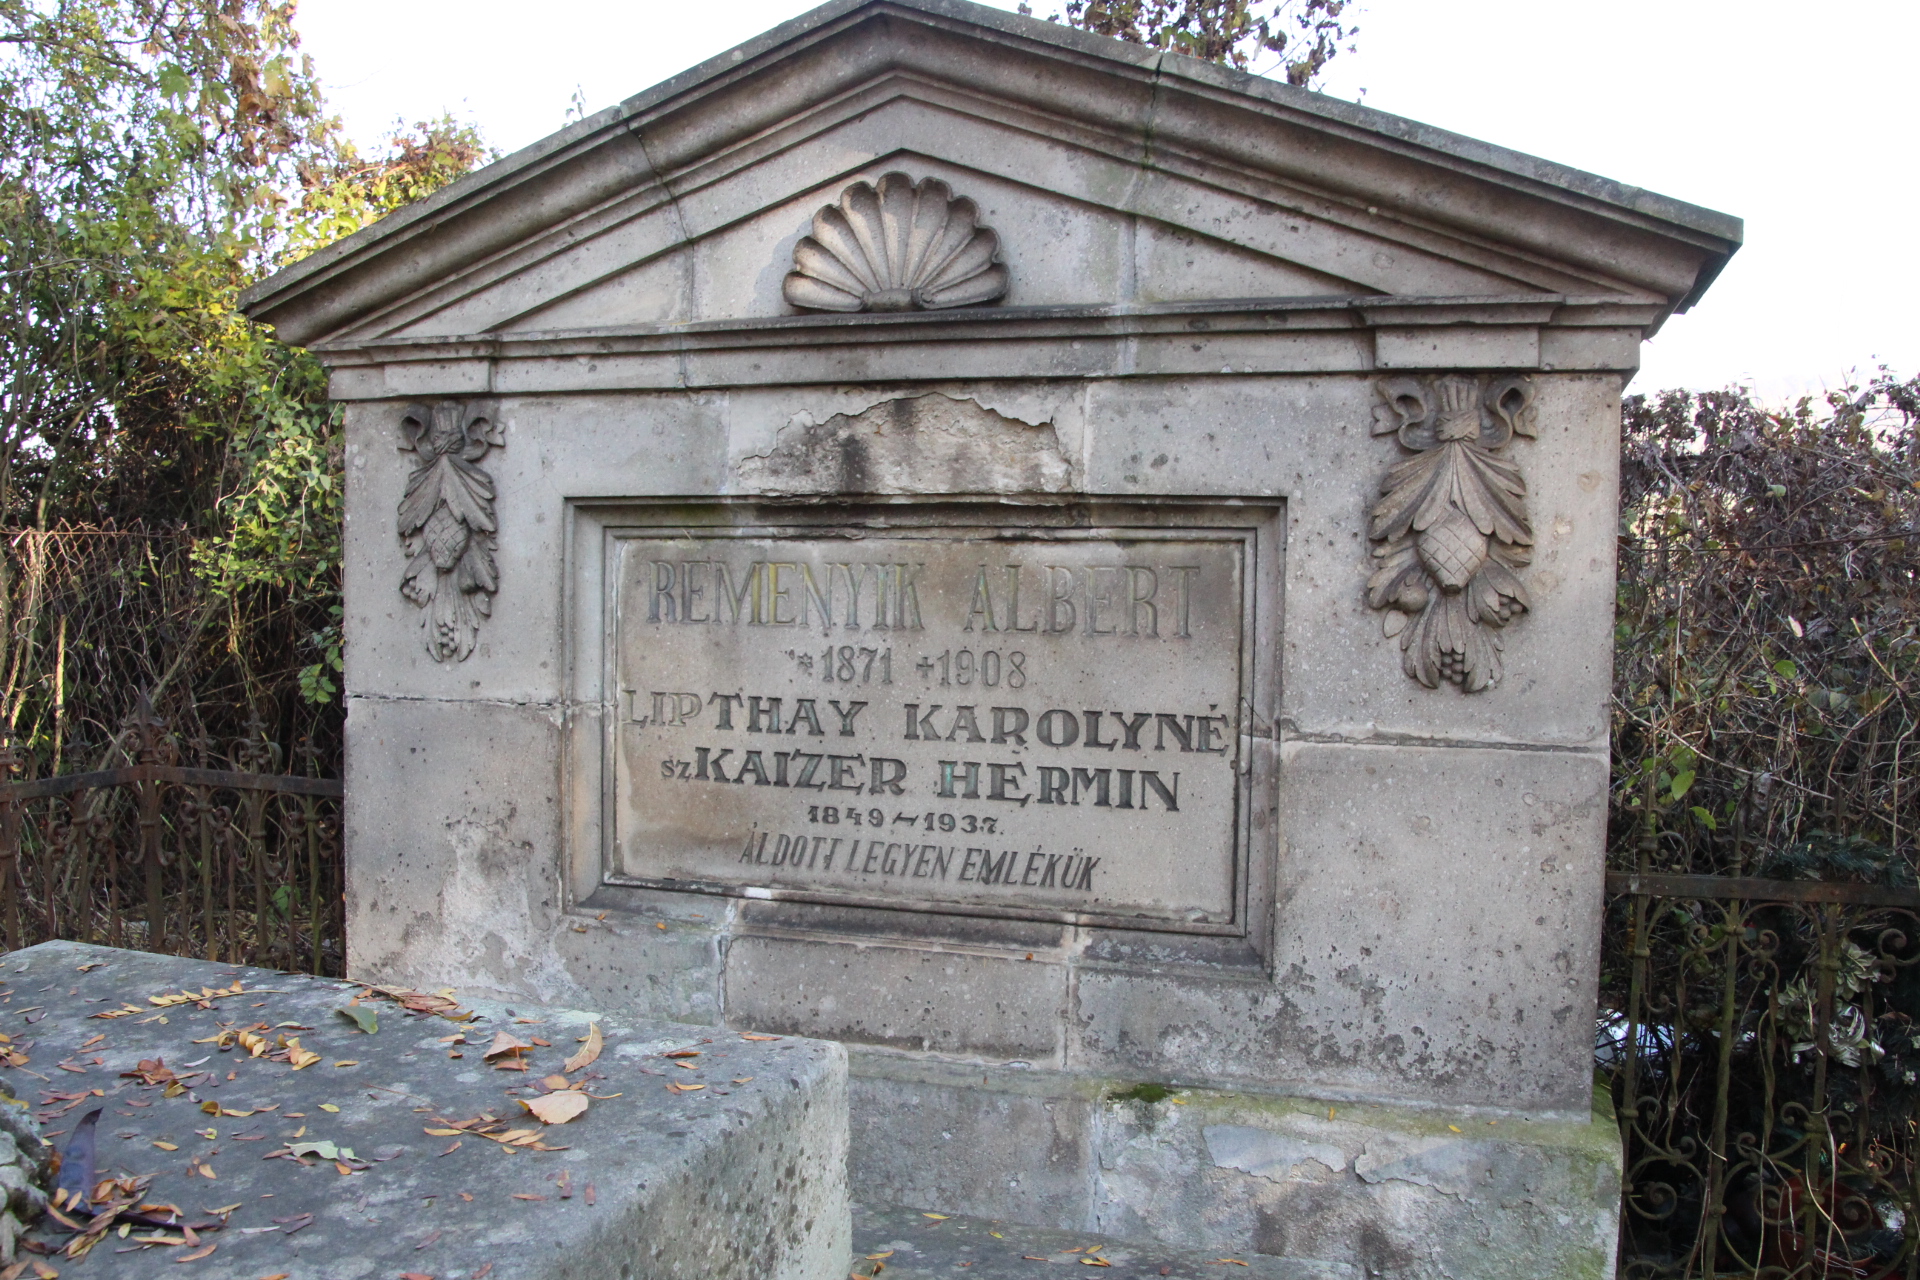 REMENYIK ALBERT
* 1871 +1908
LIPTHAY KAROLYNÉ
SZ KAIZER HERMIN
1849-1937.
ÁLDOTT LEGYEN EMLÉKÜK